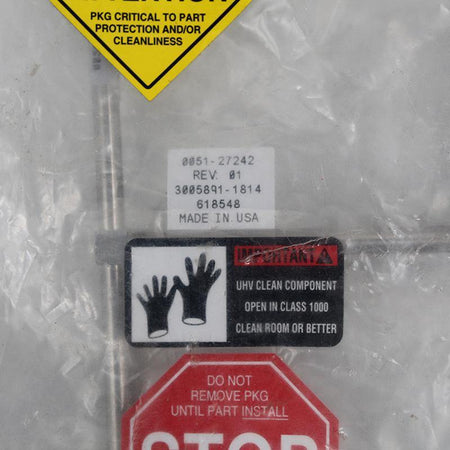 PKG CRITICAL TO PART
PROTECTION AND/OR
CLEANLINESS
0051-27242
REV: 01
3005891-1814
618548
MADE IN USA
IMPORTANT
UHV CLEAN COMPONENT
OPEN IN CLASS 1000
CLEAN ROOM OR BETTER
DO NOT
REMOVE PKG
UNTIL PART INSTALL
STOP